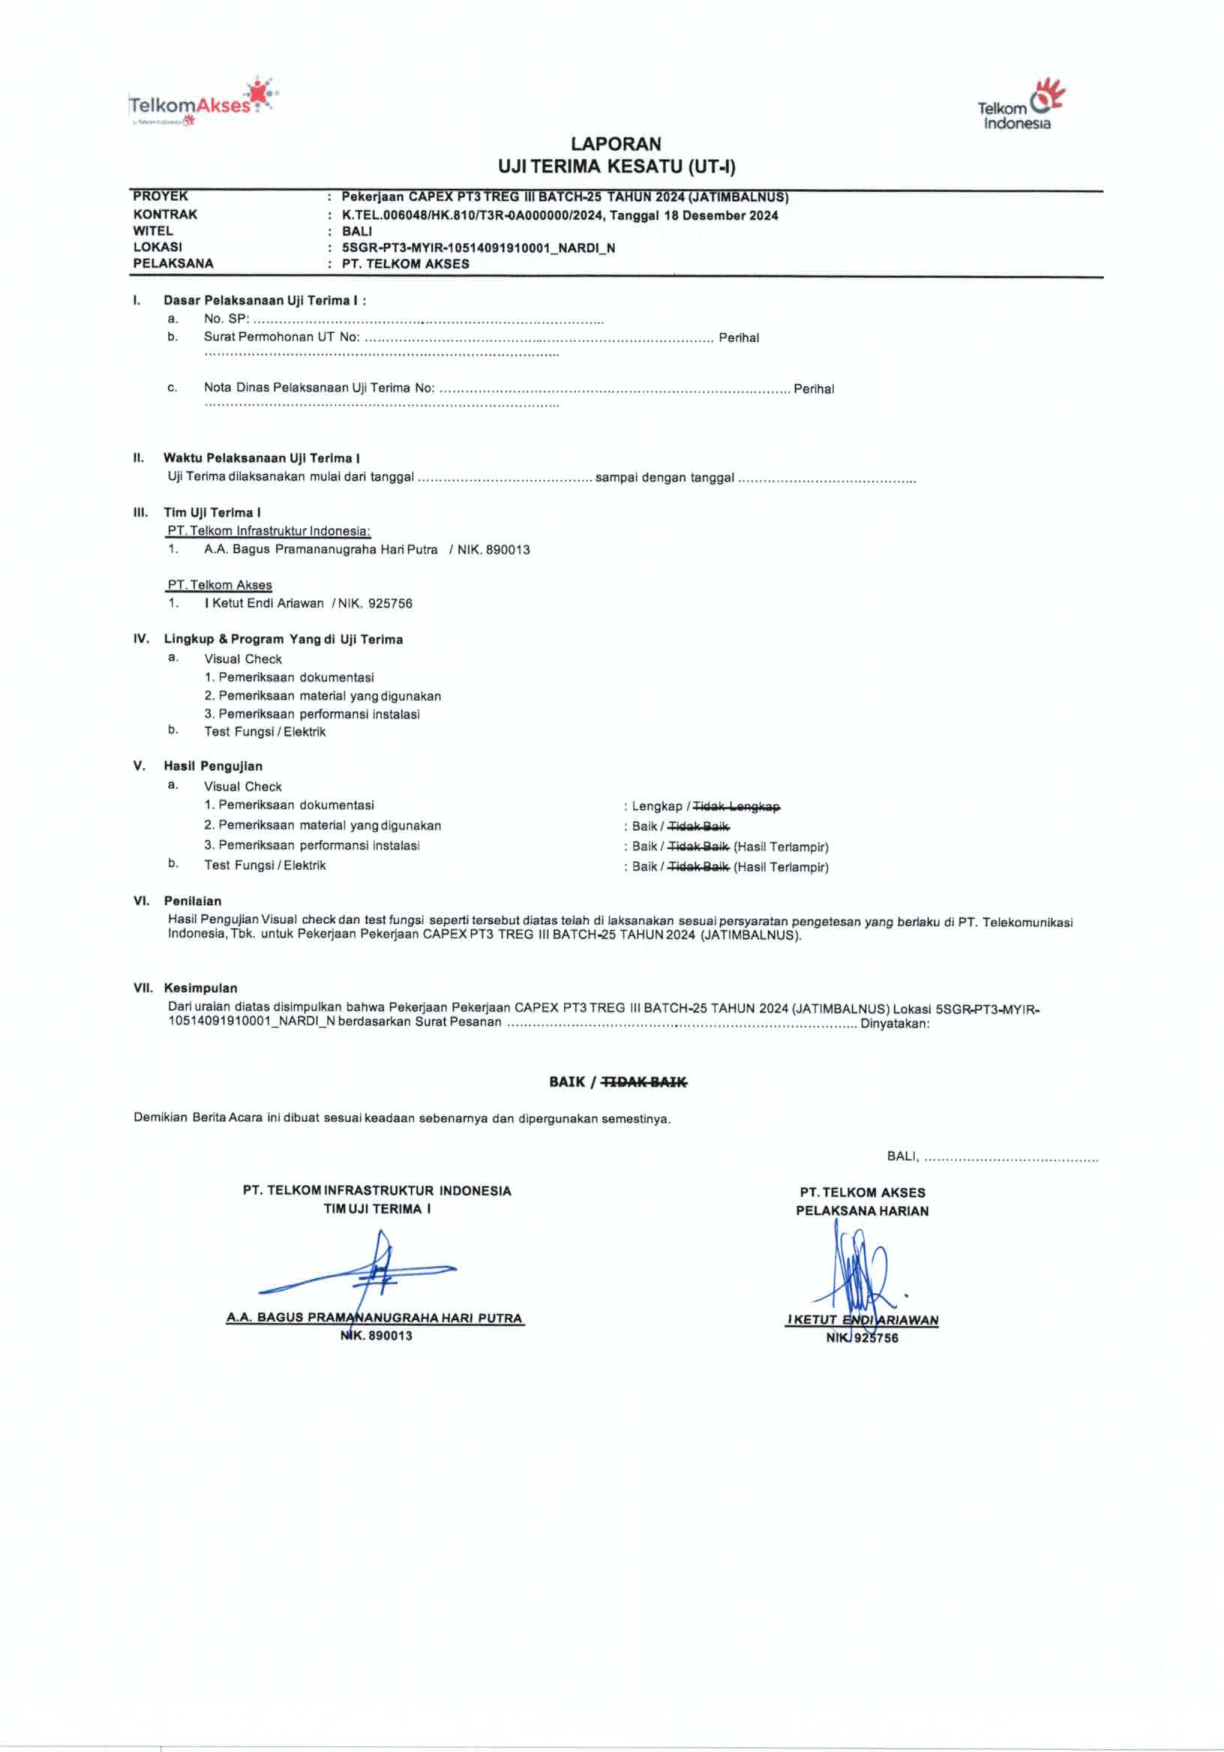 TelkomAkses
Telkom
Indonesia
LAPORAN
UJI TERIMA KESATU (UT-I)
PROYEK : Pekerjaan CAPEX PT3 TREG III BATCH-25 TAHUN 2024 (JATIMBALNUS)
KONTRAK : K.TEL.006048/HK.810/T3R-0A000000/2024, Tanggal 18 Desember 2024
WITEL : BALI
LOKASI : 5SGR-PT3-MYIR-10514091910001_NARDI_N
PELAKSANA : PT. TELKOM AKSES
I. Dasar Pelaksanaan Uji Terima I :
a. No. SP: ....................................................................................
b. Surat Permohonan UT No: .................................................................................... Perihal
.....................................................................................
c. Nota Dinas Pelaksanaan Uji Terima No: .................................................................................... Perihal
.....................................................................................
II. Waktu Pelaksanaan Uji Terima I
Uji Terima dilaksanakan mulai dari tanggal .......................................... sampai dengan tanggal ..........................................
III. Tim Uji Terima I
PT. Telkom Infrastruktur Indonesia:
1. A.A. Bagus Pramananugraha Hari Putra / NIK. 890013
PT. Telkom Akses
1. I Ketut Endi Ariawan / NIK. 925756
IV. Lingkup & Program Yang di Uji Terima
a. Visual Check
1. Pemeriksaan dokumentasi
2. Pemeriksaan material yang digunakan
3. Pemeriksaan performansi instalasi
b. Test Fungsi / Elektrik
V. Hasil Pengujian
a. Visual Check
1. Pemeriksaan dokumentasi : Lengkap / Tidak Lengkap
2. Pemeriksaan material yang digunakan : Baik / Tidak Baik
3. Pemeriksaan performansi instalasi : Baik / Tidak Baik (Hasil Terlampir)
b. Test Fungsi / Elektrik : Baik / Tidak Baik (Hasil Terlampir)
VI. Penilaian
Hasil Pengujian Visual check dan test fungsi seperti tersebut diatas telah di laksanakan sesuai persyaratan pengetesan yang berlaku di PT. Telekomunikasi
Indonesia, Tbk. untuk Pekerjaan Pekerjaan CAPEX PT3 TREG III BATCH-25 TAHUN 2024 (JATIMBALNUS).
VII. Kesimpulan
Dari uraian diatas disimpulkan bahwa Pekerjaan Pekerjaan CAPEX PT3 TREG III BATCH-25 TAHUN 2024 (JATIMBALNUS) Lokasi 5SGR-PT3-MYIR-
10514091910001_NARDI_N berdasarkan Surat Pesanan .................................................................................... Dinyatakan:
BAIK / TIDAK BAIK
Demikian Berita Acara ini dibuat sesuai keadaan sebenarnya dan dipergunakan semestinya.
BALI, ..........................................
PT. TELKOM INFRASTRUKTUR INDONESIA
TIM UJI TERIMA I
A.A. BAGUS PRAMANANUGRAHA HARI PUTRA
NIK. 890013
PT. TELKOM AKSES
PELAKSANA HARIAN
I KETUT ENDI ARIAWAN
NIK. 925756